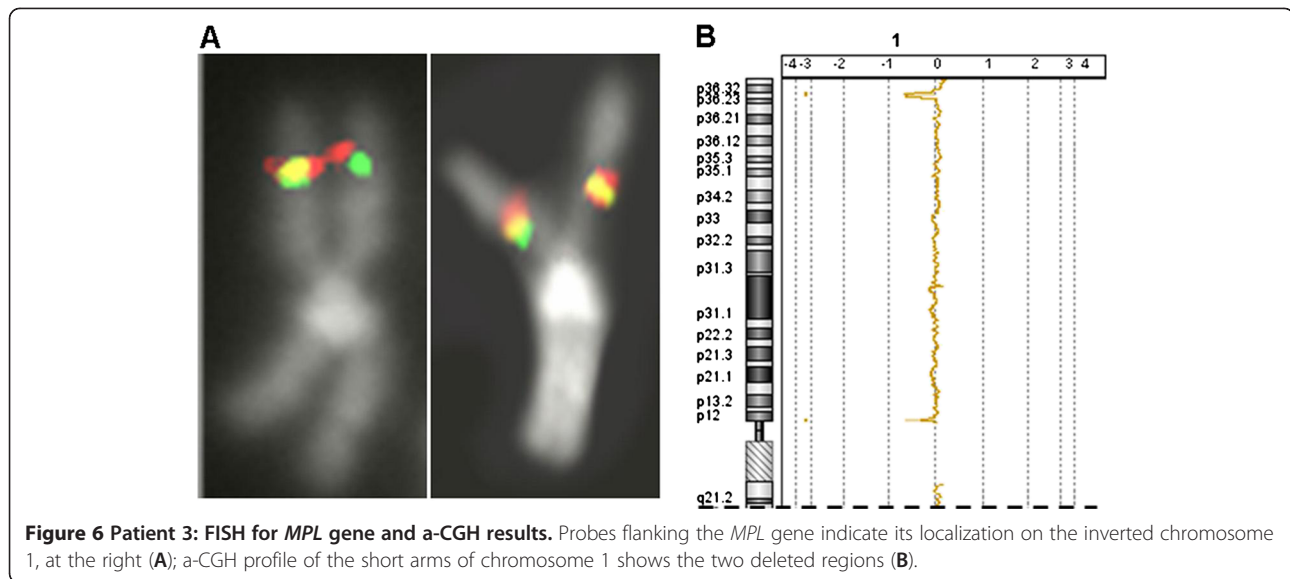 A
B
1
-4 -3 -2 -1 0 1 2 3 4
p36.32
p36.23
p36.21
p36.12
p35.3
p35.1
p34.2
p33
p32.2
p31.3
p31.1
p22.2
p21.3
p21.1
p13.2
p12
q21.2
Figure 6 Patient 3: FISH for MPL gene and a-CGH results. Probes flanking the MPL gene indicate its localization on the inverted chromosome
1, at the right (A); a-CGH profile of the short arms of chromosome 1 shows the two deleted regions (B).